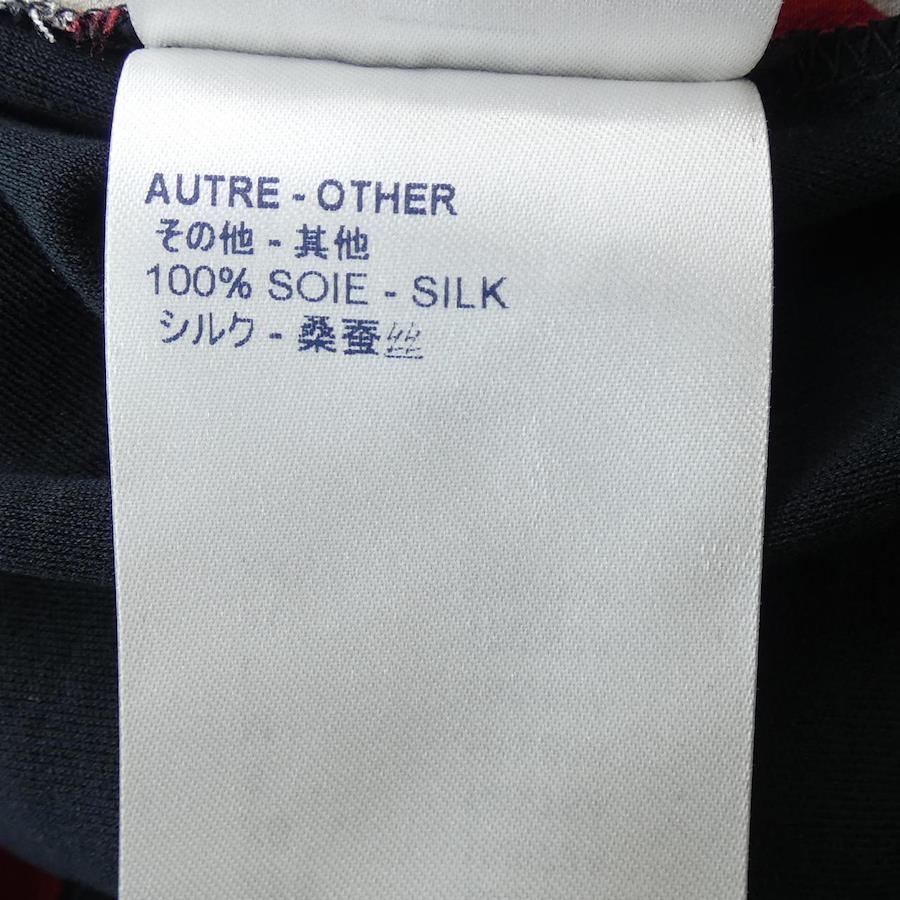 AUTRE - OTHER
その他 - 其他
100% SOIE - SILK
シルク - 桑蚕丝